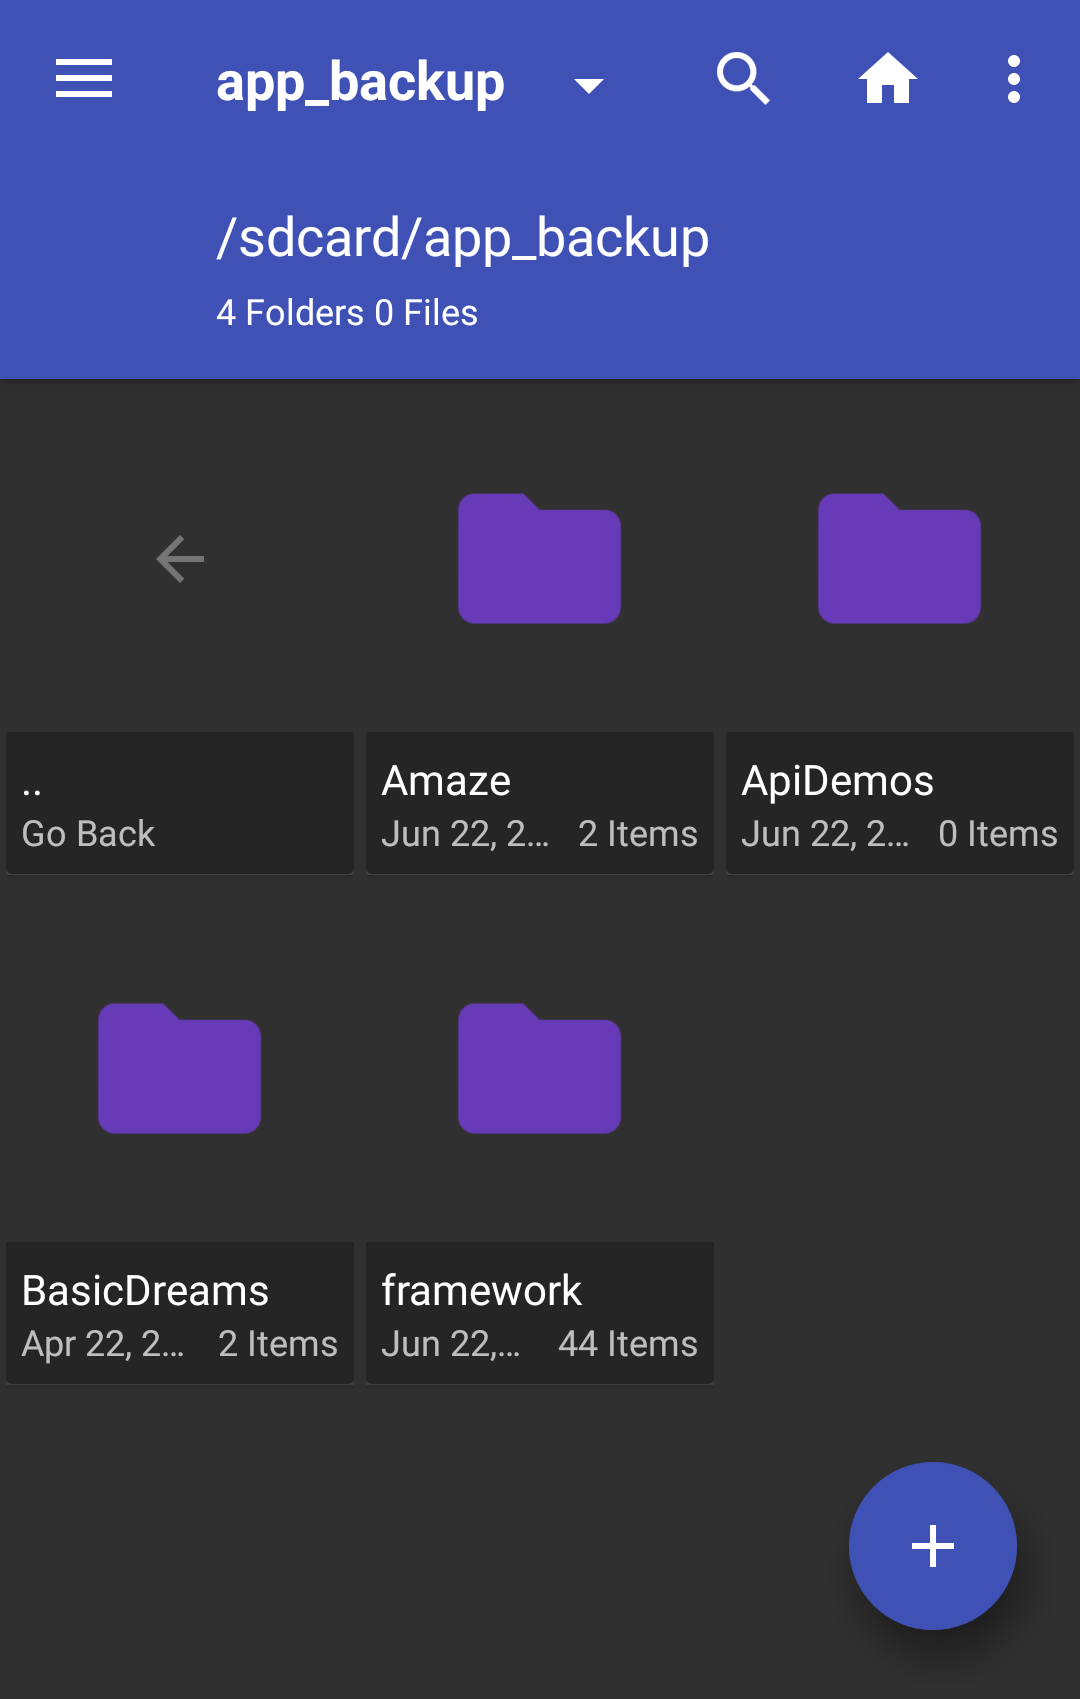 app_backup
/sdcard/app_backup
4 Folders 0 Files
..
Go Back
Amaze
Jun 22, 2... 2 Items
ApiDemos
Jun 22, 2... 0 Items
BasicDreams
Apr 22, 2... 2 Items
framework
Jun 22,... 44 Items